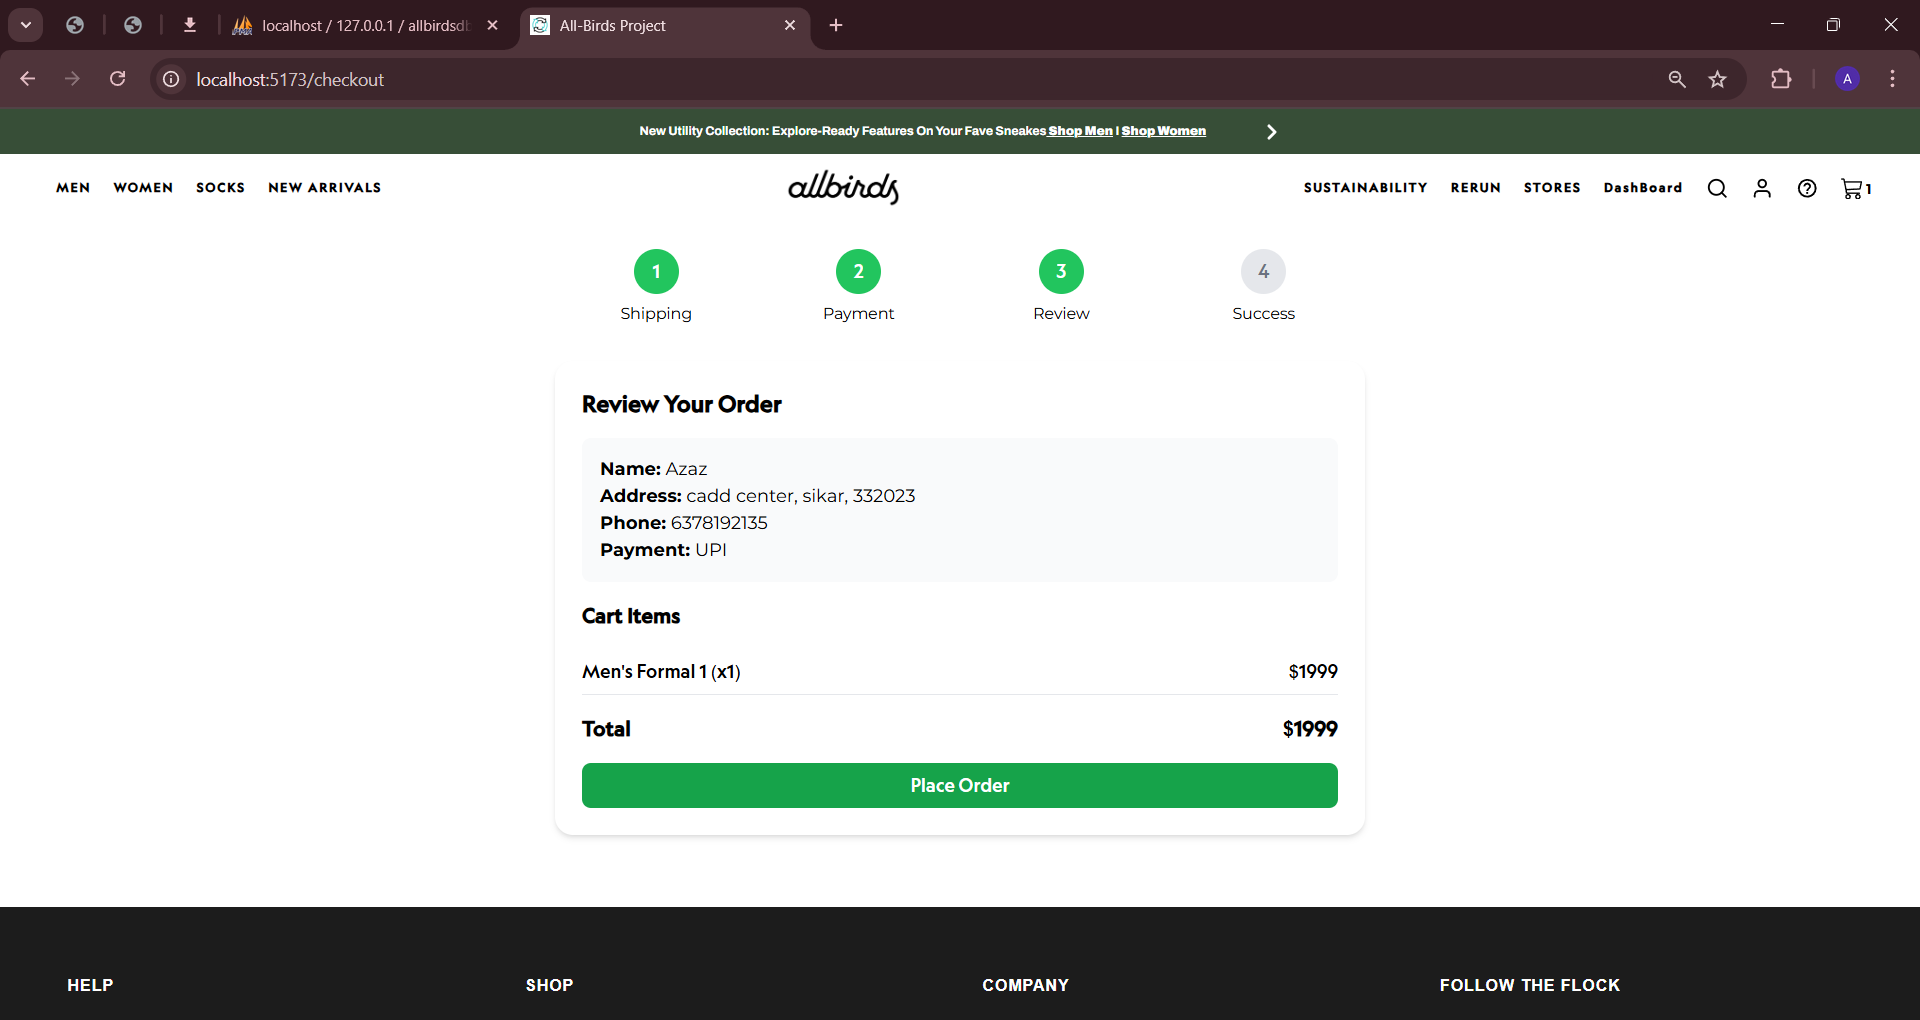 localhost / 127.0.0.1 / allbirdsdb
All-Birds Project
localhost:5173/checkout
A
New Utility Collection: Explore-Ready Features On Your Fave Sneakes Shop Men | Shop Women
MEN WOMEN SOCKS NEW ARRIVALS
allbirds
SUSTAINABILITY RERUN STORES DashBoard
1
1 2 3 4
Shipping Payment Review Success
Review Your Order
Name: Azaz
Address: cadd center, sikar, 332023
Phone: 6378192135
Payment: UPI
Cart Items
Men's Formal 1 (x1) $1999
Total $1999
Place Order
HELP SHOP COMPANY FOLLOW THE FLOCK